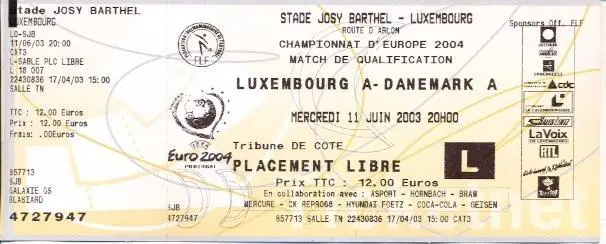 Stade JOSY BARTHEL
LUXEMBOURG
LD-SJB
11/06/03 20:00
CAT3
L-SABLE PLC LIBRE
L 18 007
22430836 17/04/03 15:00
SALLE TN
TTC : 12.00 Euros
Prix : 12.00 Euros
Frais: .00Euros
857713
SJB
GALAXIE GS
BLASIARD
4727947
FLF
UEFA
EURO 2004
PORTUGAL
STADE JOSY BARTHEL - LUXEMBOURG
ROUTE D'ARLON
CHAMPIONNAT D'EUROPE 2004
MATCH DE QUALIFICATION
LUXEMBOURG A- DANEMARK A
MERCREDI 11 JUIN 2003 20H00
Tribune DE COTE
PLACEMENT LIBRE
Prix TTC : 12.00 Euros
En collaboration avec : ASPORT - HORNBACH - BRAM
MERCURE - CK REPRO68 - HYUNDAI FOETZ - COCA-COLA - GEISEN
857713 SALLE TN 22430836 17/04/03 15:00 CAT3
L
Sponsors Off. FLF
cdc
LaVoix
RTL